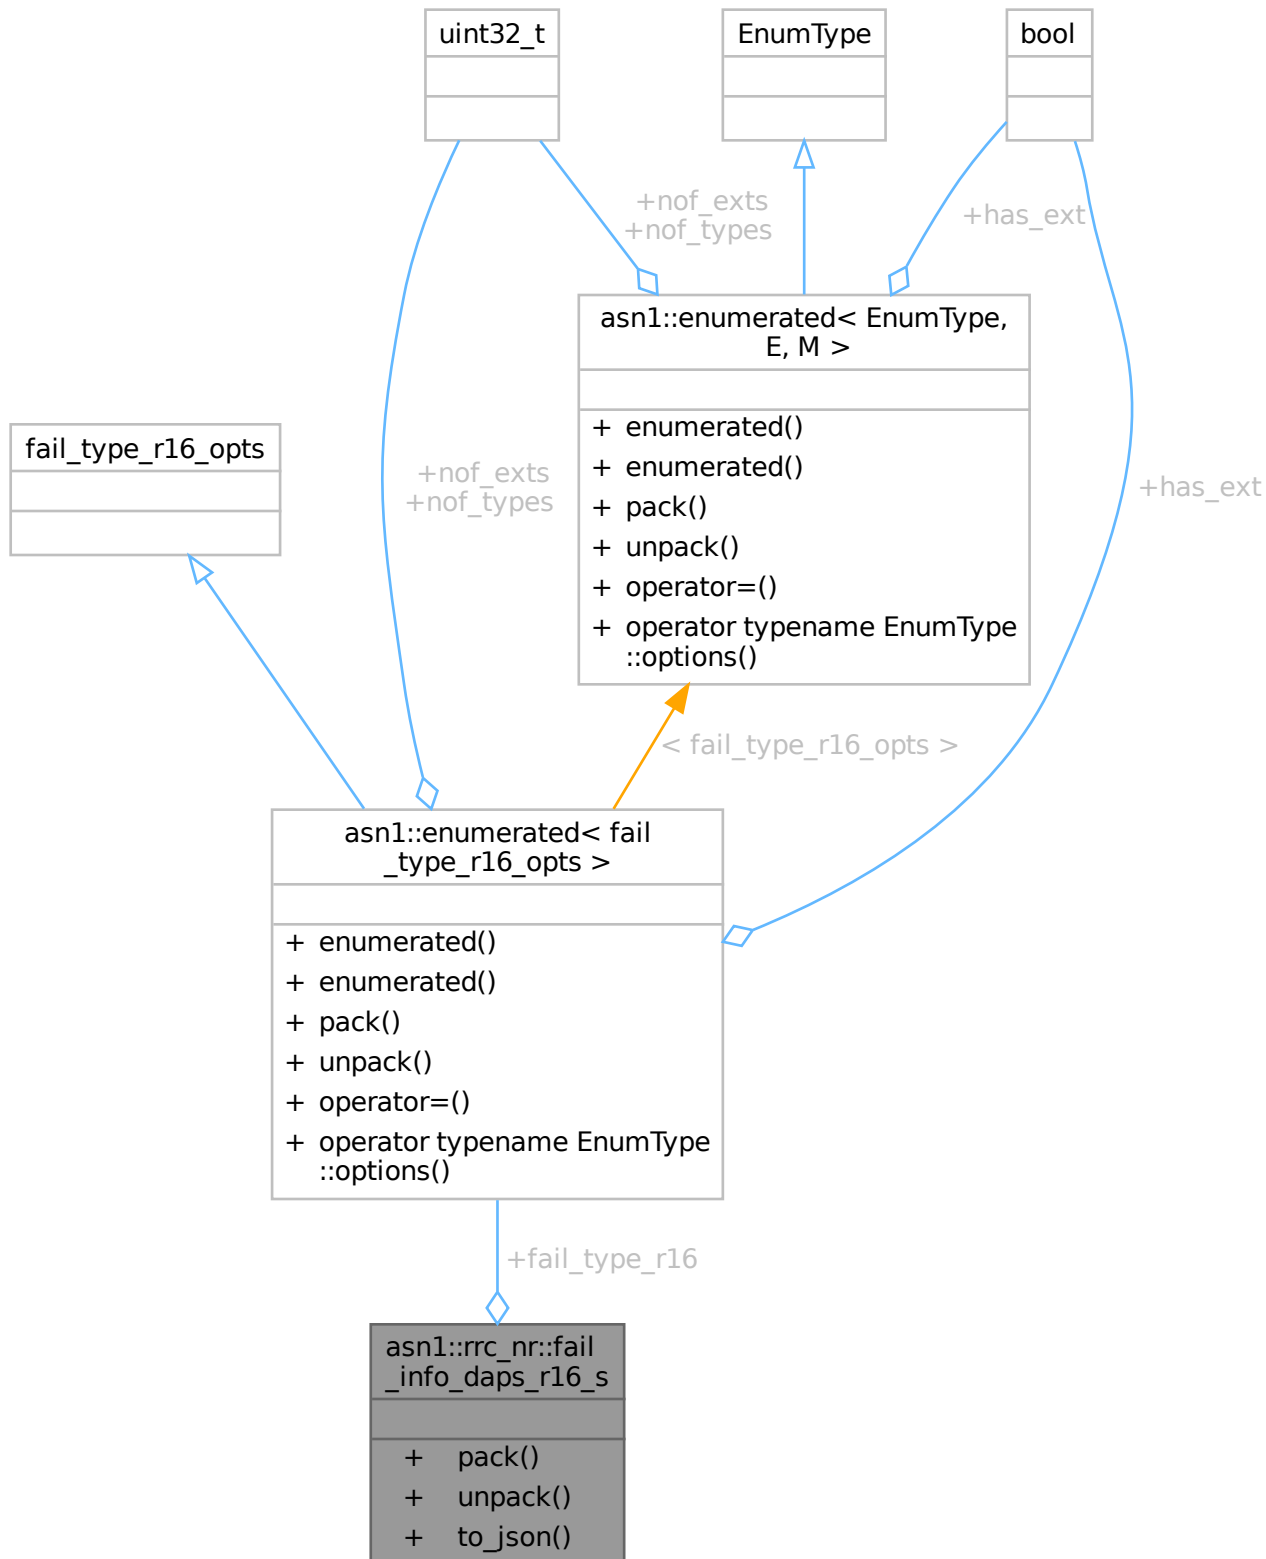 uint32_t
EnumType
bool
+nof_exts
+nof_types
+has_ext
asn1::enumerated< EnumType,
E, M >
+ enumerated()
+ enumerated()
+ pack()
+ unpack()
+ operator=()
+ operator typename EnumType
::options()
fail_type_r16_opts
+nof_exts
+nof_types
+has_ext
< fail_type_r16_opts >
asn1::enumerated< fail
_type_r16_opts >
+ enumerated()
+ enumerated()
+ pack()
+ unpack()
+ operator=()
+ operator typename EnumType
::options()
+fail_type_r16
asn1::rrc_nr::fail
_info_daps_r16_s
+ pack()
+ unpack()
+ to_json()